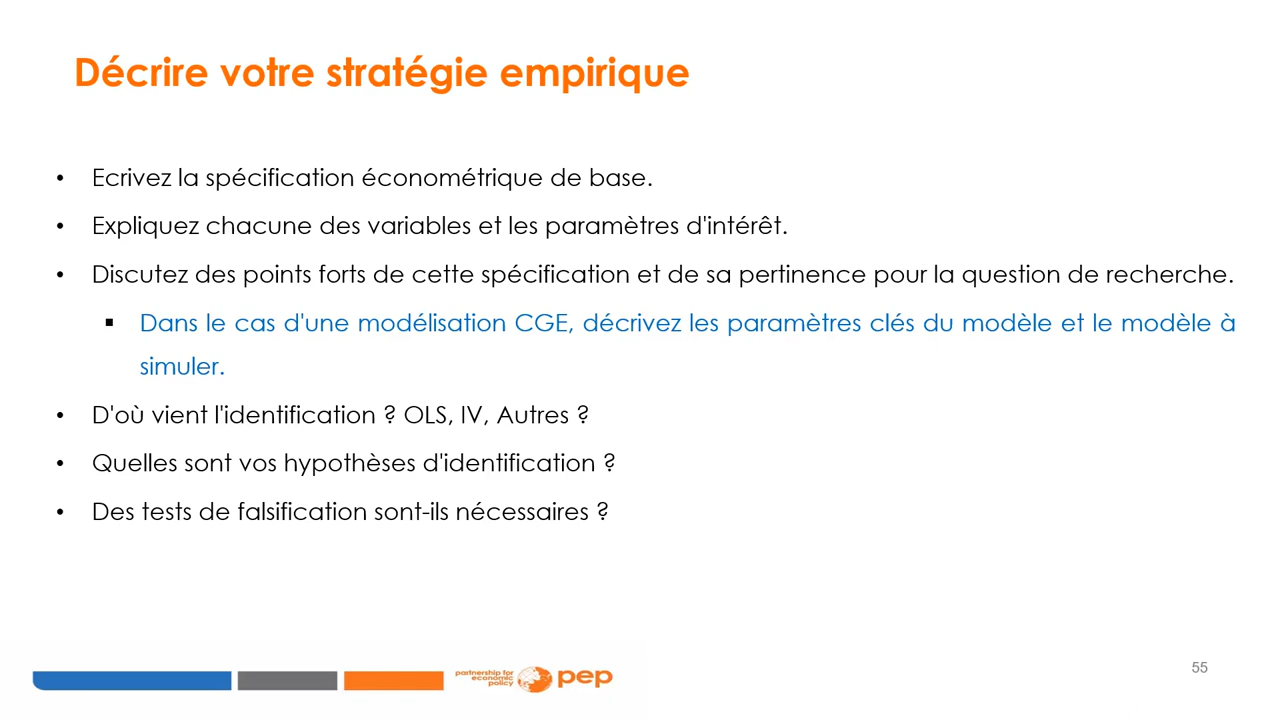 Décrire votre stratégie empirique
• Ecrivez la spécification économétrique de base.
• Expliquez chacune des variables et les paramètres d'intérêt.
• Discutez des points forts de cette spécification et de sa pertinence pour la question de recherche.
▪ Dans le cas d'une modélisation CGE, décrivez les paramètres clés du modèle et le modèle à
simuler.
• D'où vient l'identification ? OLS, IV, Autres ?
• Quelles sont vos hypothèses d'identification ?
• Des tests de falsification sont-ils nécessaires ?
partnership for
economic
policy
pep
55